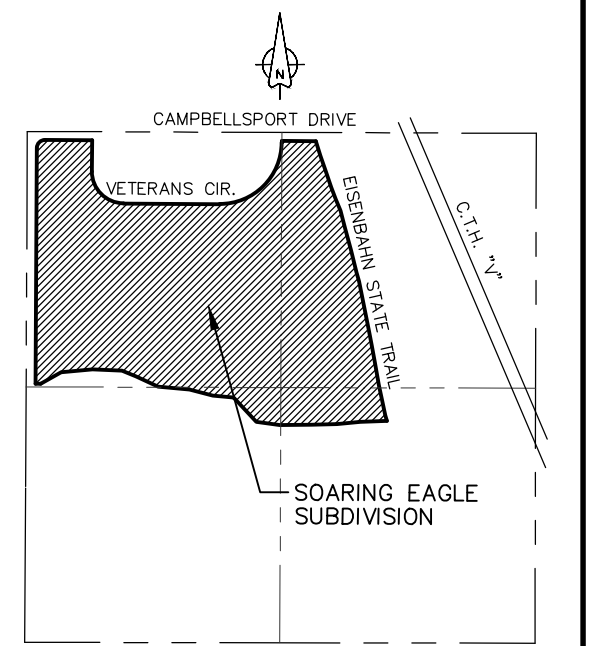 N
CAMPBELLSPORT DRIVE
VETERANS CIR.
EISENBAHN STATE TRAIL
C.T.H. "V"
SOARING EAGLE
SUBDIVISION